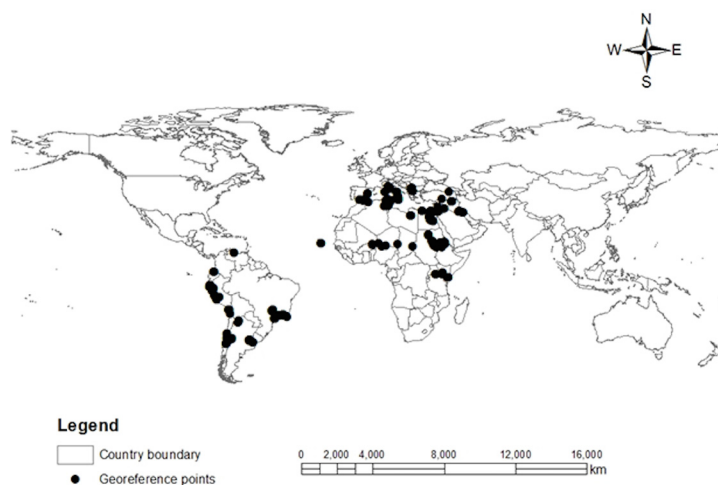 N
W E
S
Legend
Country boundary
Georeference points
0 2,000 4,000 8,000 12,000 16,000
km